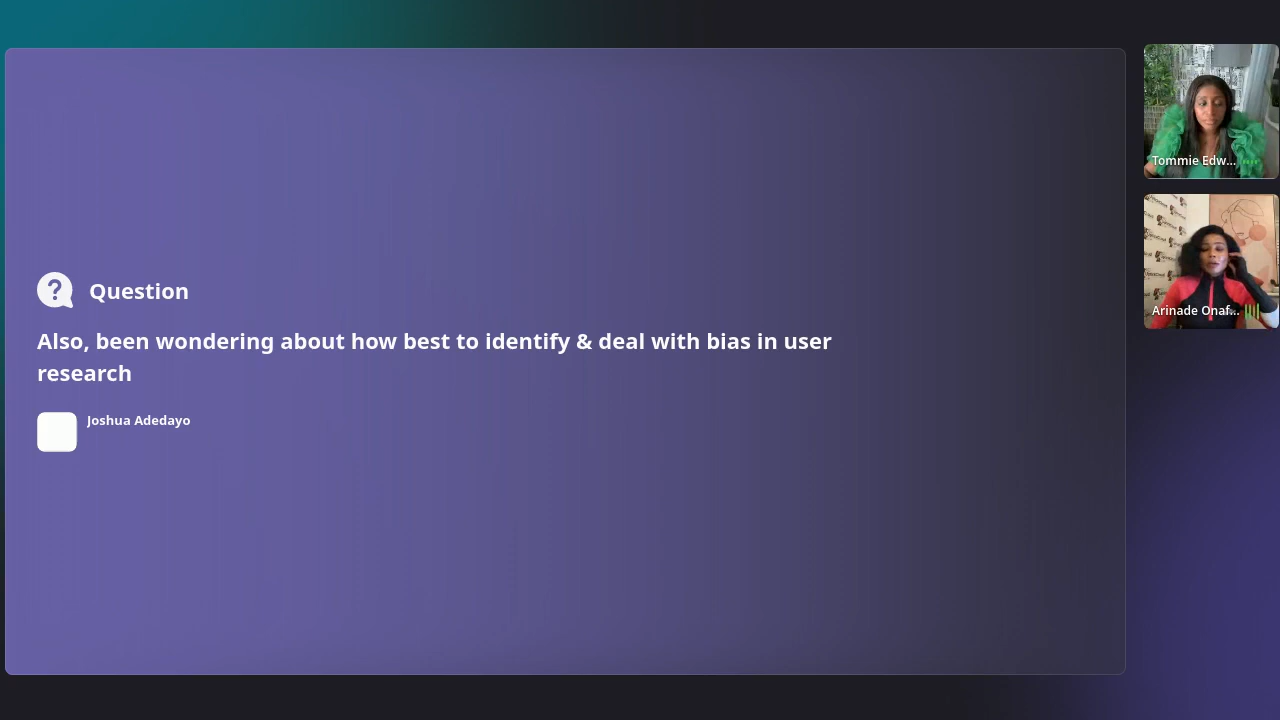 Question
Also, been wondering about how best to identify & deal with bias in user
research
Joshua Adedayo
Tommie Edw...
Arinade Onaf...